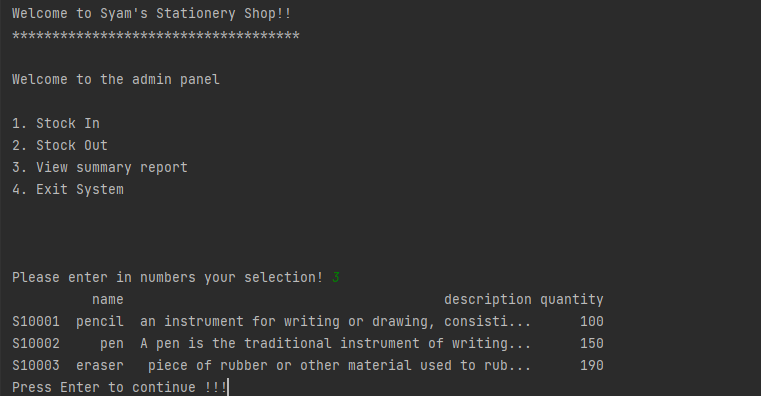 Welcome to Syam's Stationery Shop!!
************************************
Welcome to the admin panel
1. Stock In
2. Stock Out
3. View summary report
4. Exit System
Please enter in numbers your selection! 3
name description quantity
S10001 pencil an instrument for writing or drawing, consisti... 100
S10002 pen A pen is the traditional instrument of writing... 150
S10003 eraser piece of rubber or other material used to rub... 190
Press Enter to continue !!!